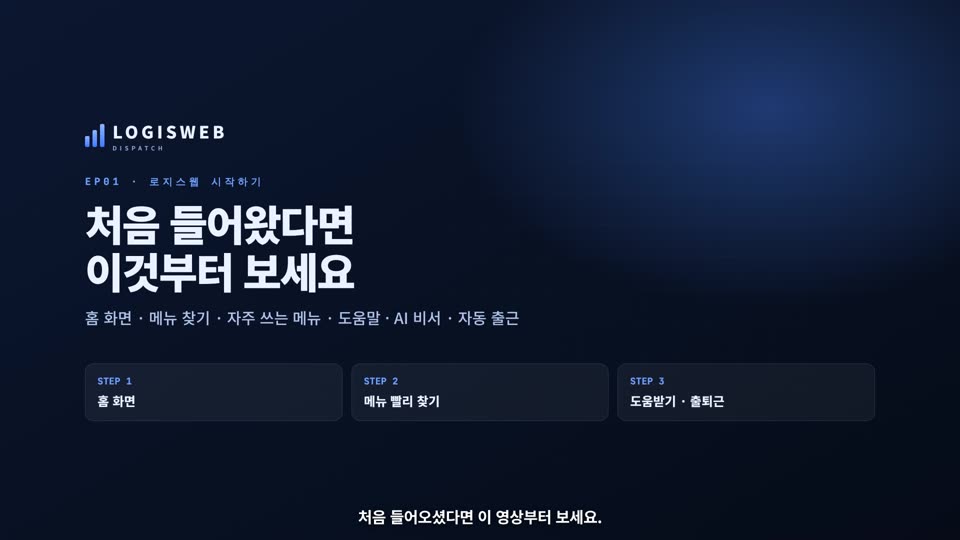 LOGISWEB
DISPATCH
EP01 · 로지스웹 시작하기
처음 들어왔다면
이것부터 보세요
홈 화면 · 메뉴 찾기 · 자주 쓰는 메뉴 · 도움말 · AI 비서 · 자동 출근
STEP 1
홈 화면
STEP 2
메뉴 빨리 찾기
STEP 3
도움받기 · 출퇴근
처음 들어오셨다면 이 영상부터 보세요.